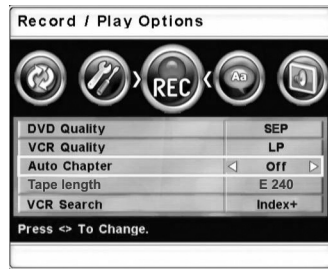 Record / Play Options
REC
Aa
DVD Quality SEP
VCR Quality LP
Auto Chapter Off
Tape length E 240
VCR Search Index+
Press <> To Change.